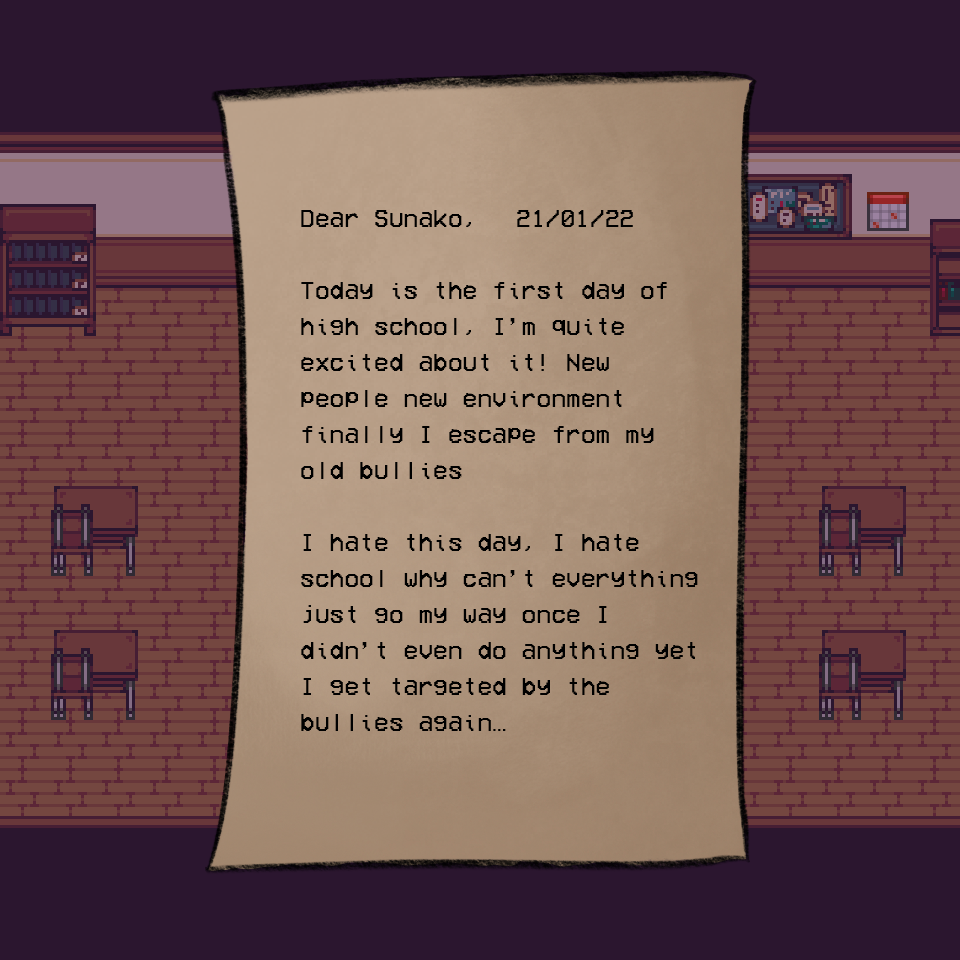 Dear Sunako,   21/01/22
Today is the first day of
high school, I'm quite
excited about it! New
people new environment
finally I escape from my
old bullies
I hate this day, I hate
school why can't everything
just go my way once I
didn't even do anything yet
I get targeted by the
bullies again…